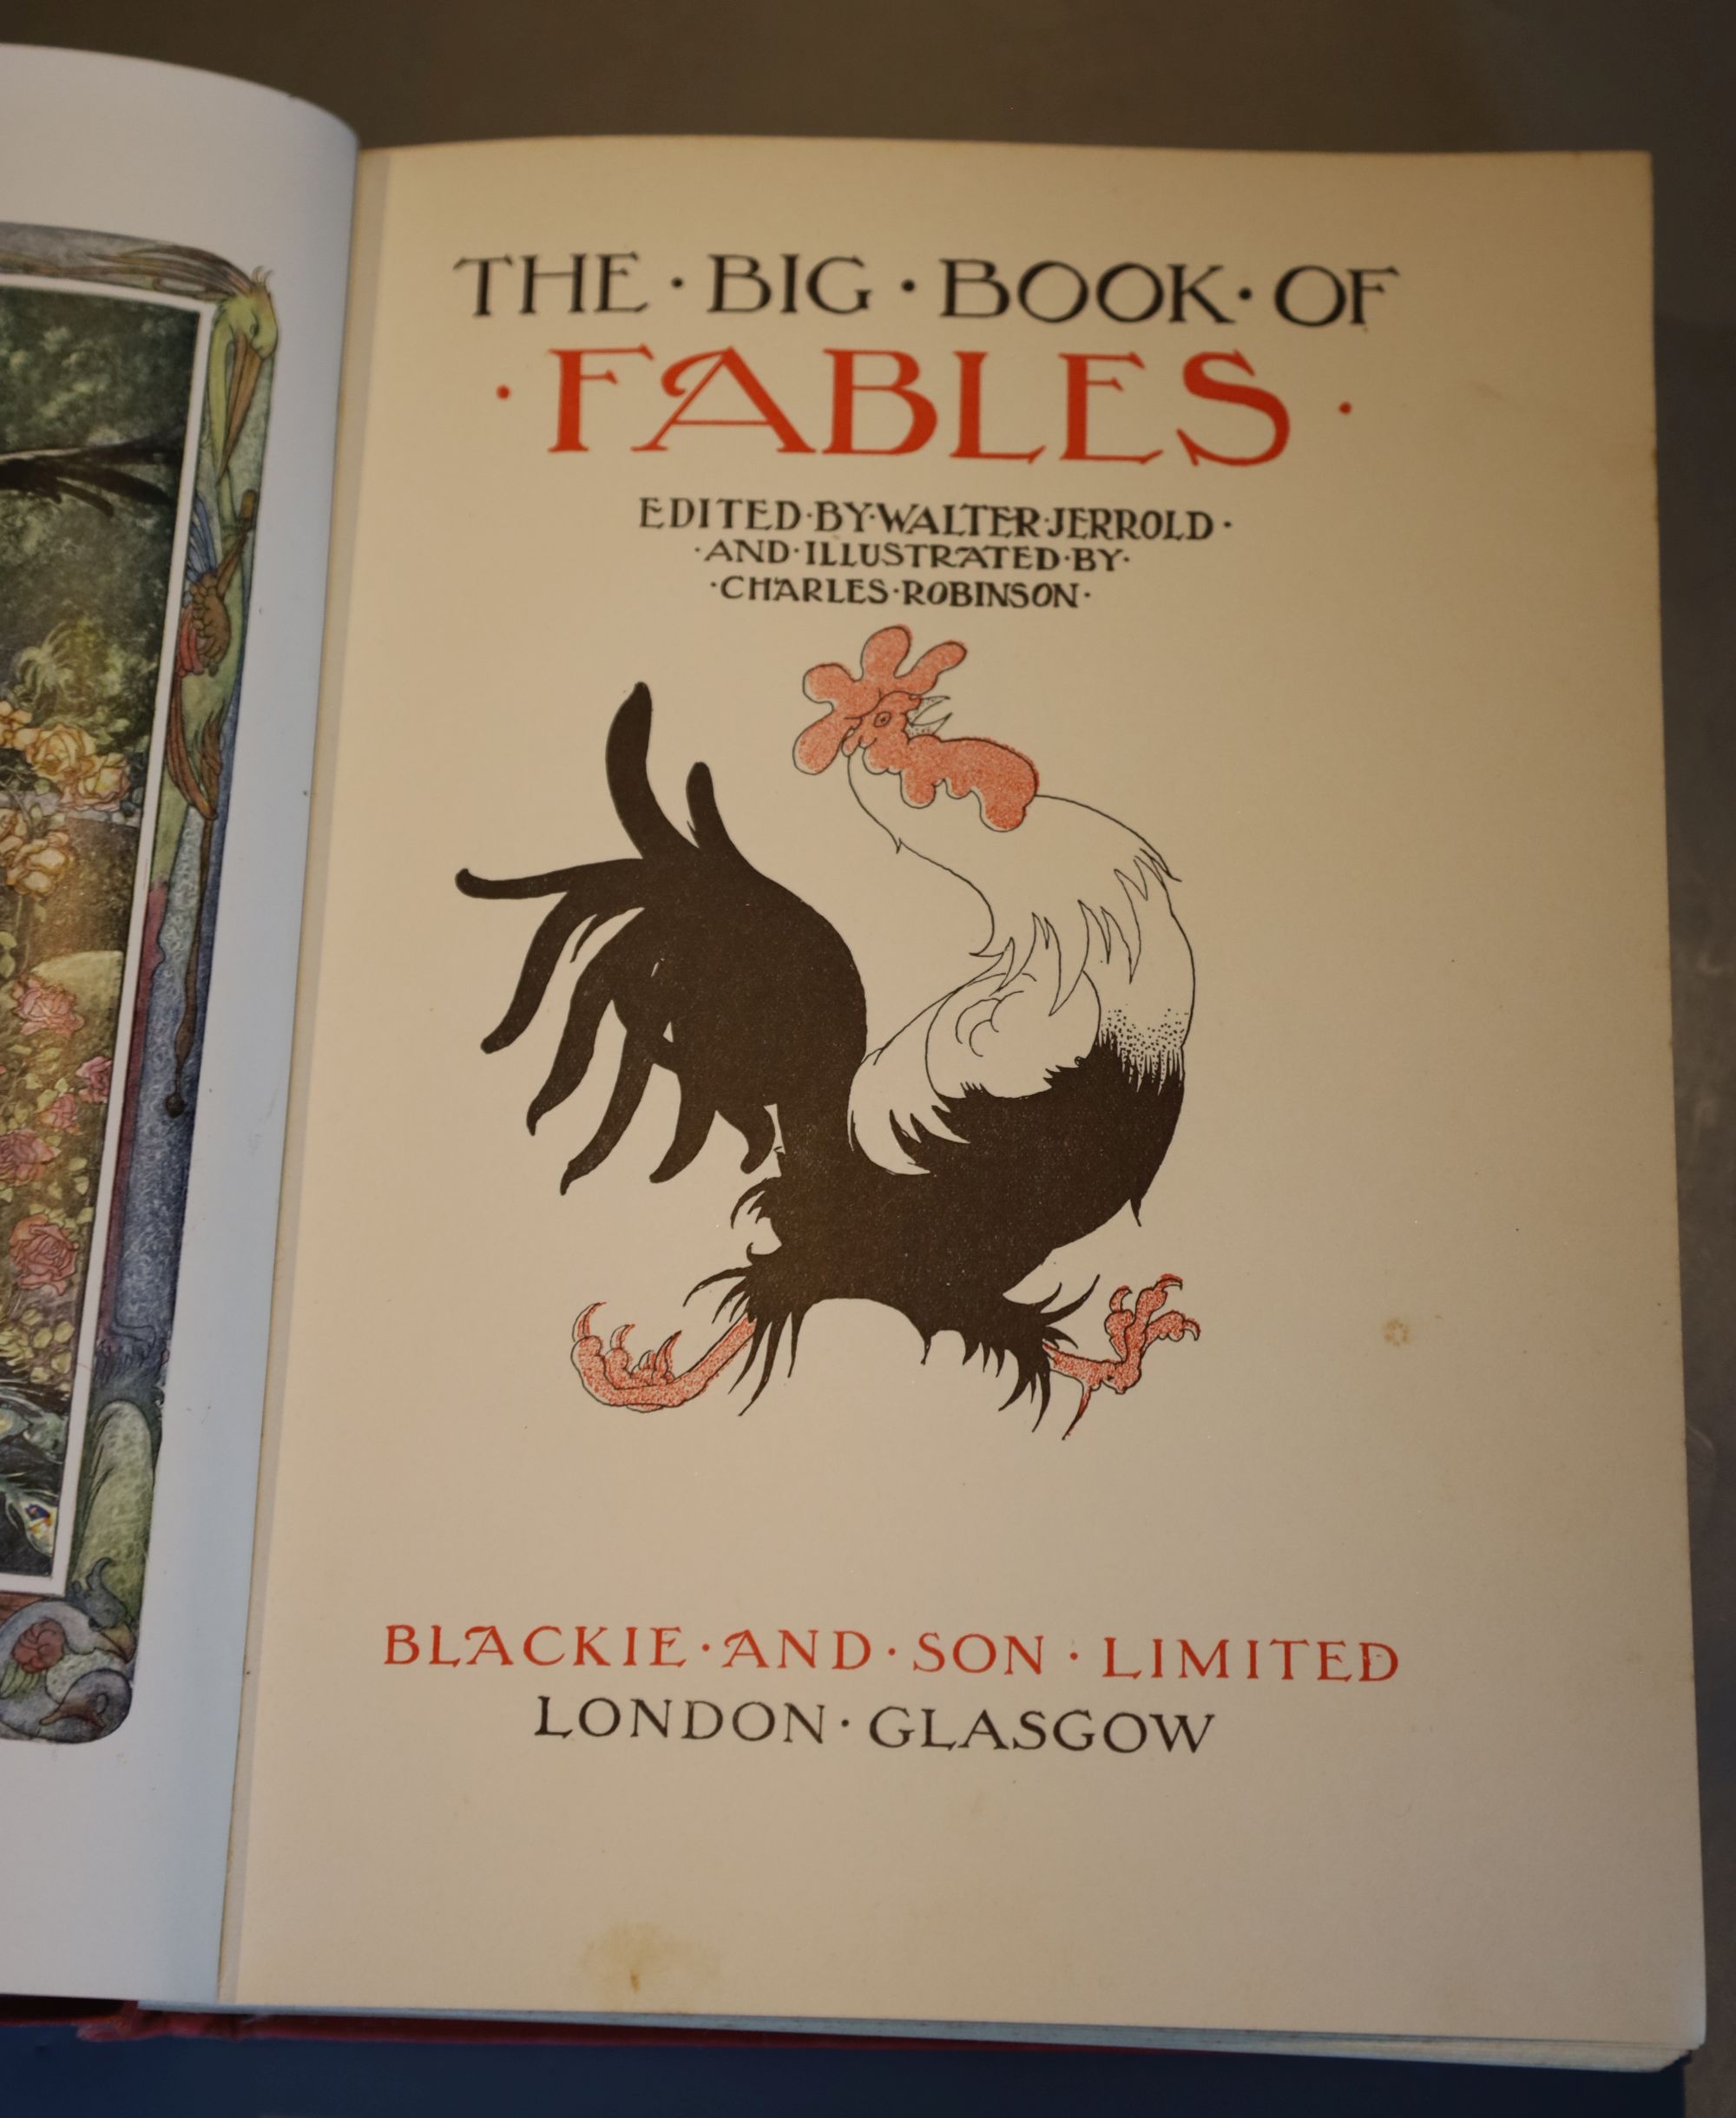 THE · BIG · BOOK · OF
· FABLES ·
EDITED · BY · WALTER · JERROLD ·
· AND · ILLUSTRATED · BY ·
· CHARLES · ROBINSON ·
BLACKIE · AND · SON · LIMITED
LONDON · GLASGOW